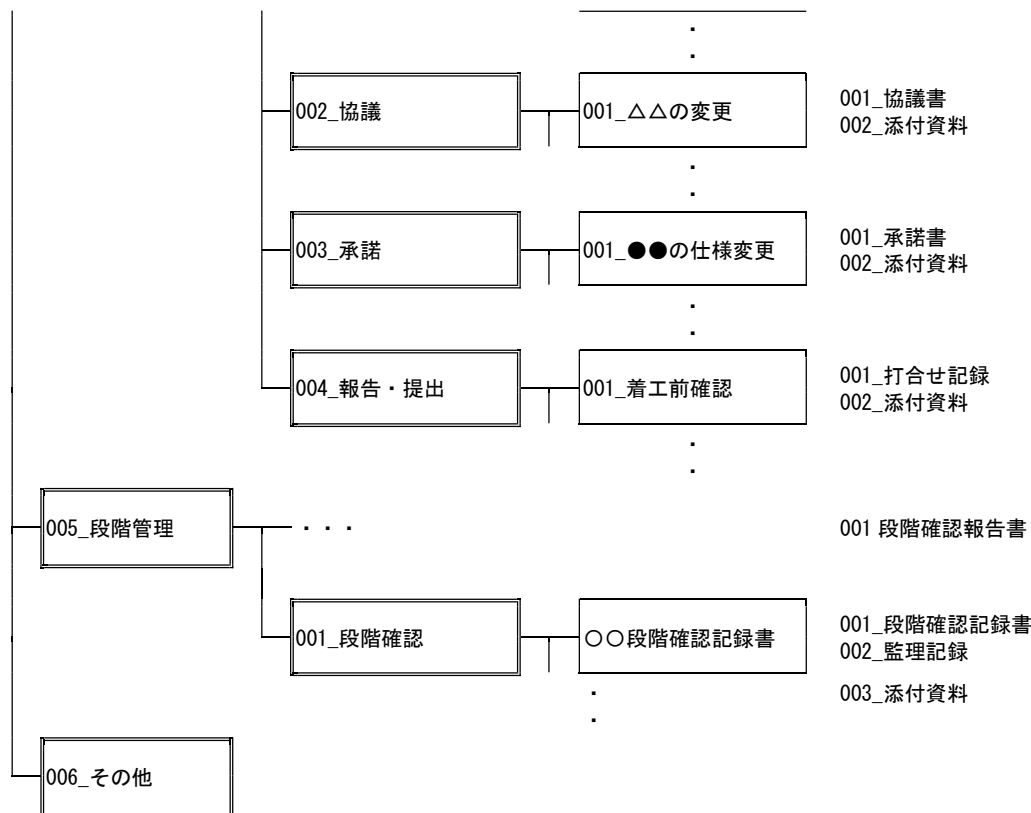 002_協議
001_△△の変更
001_協議書
002_添付資料
003_承諾
001_●●の仕様変更
001_承諾書
002_添付資料
004_報告・提出
001_着工前確認
001_打合せ記録
002_添付資料
005_段階管理
・・・
001 段階確認報告書
001_段階確認
○○段階確認記録書
001_段階確認記録書
002_監理記録
003_添付資料
006_その他